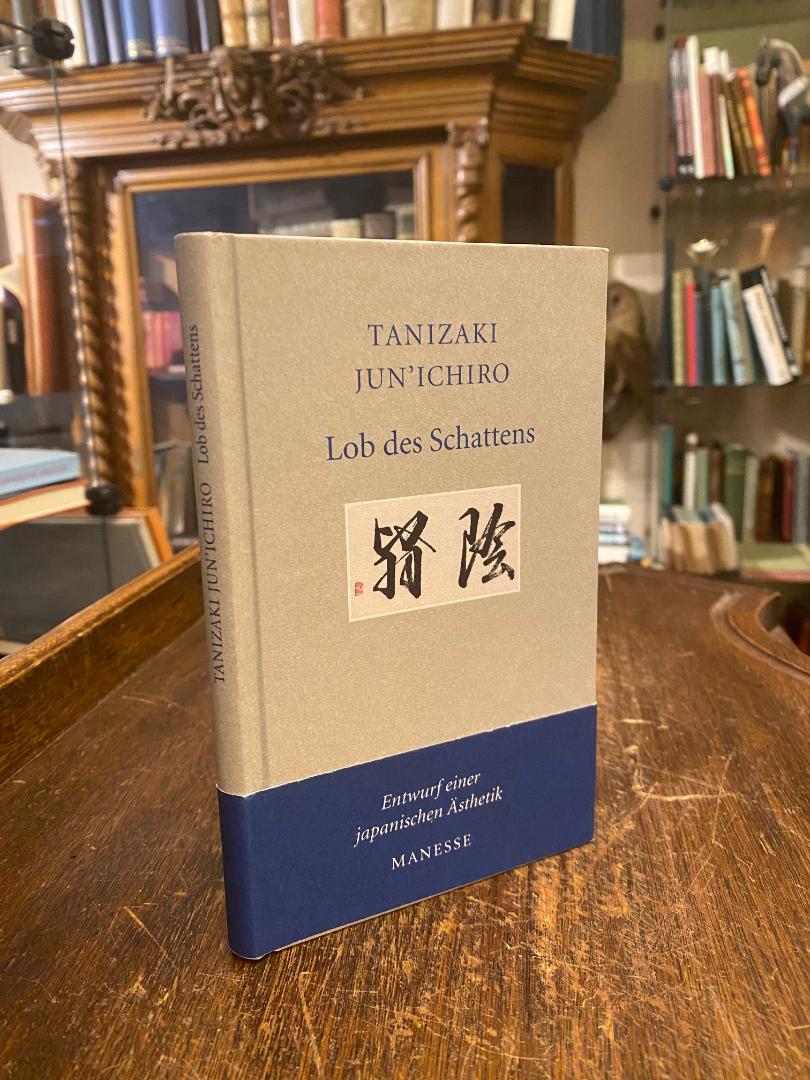 TANIZAKI JUN'ICHIRO Lob des Schattens
TANIZAKI
JUN'ICHIRO
Lob des Schattens
陰翳
Entwurf einer
japanischen Ästhetik
MANESSE